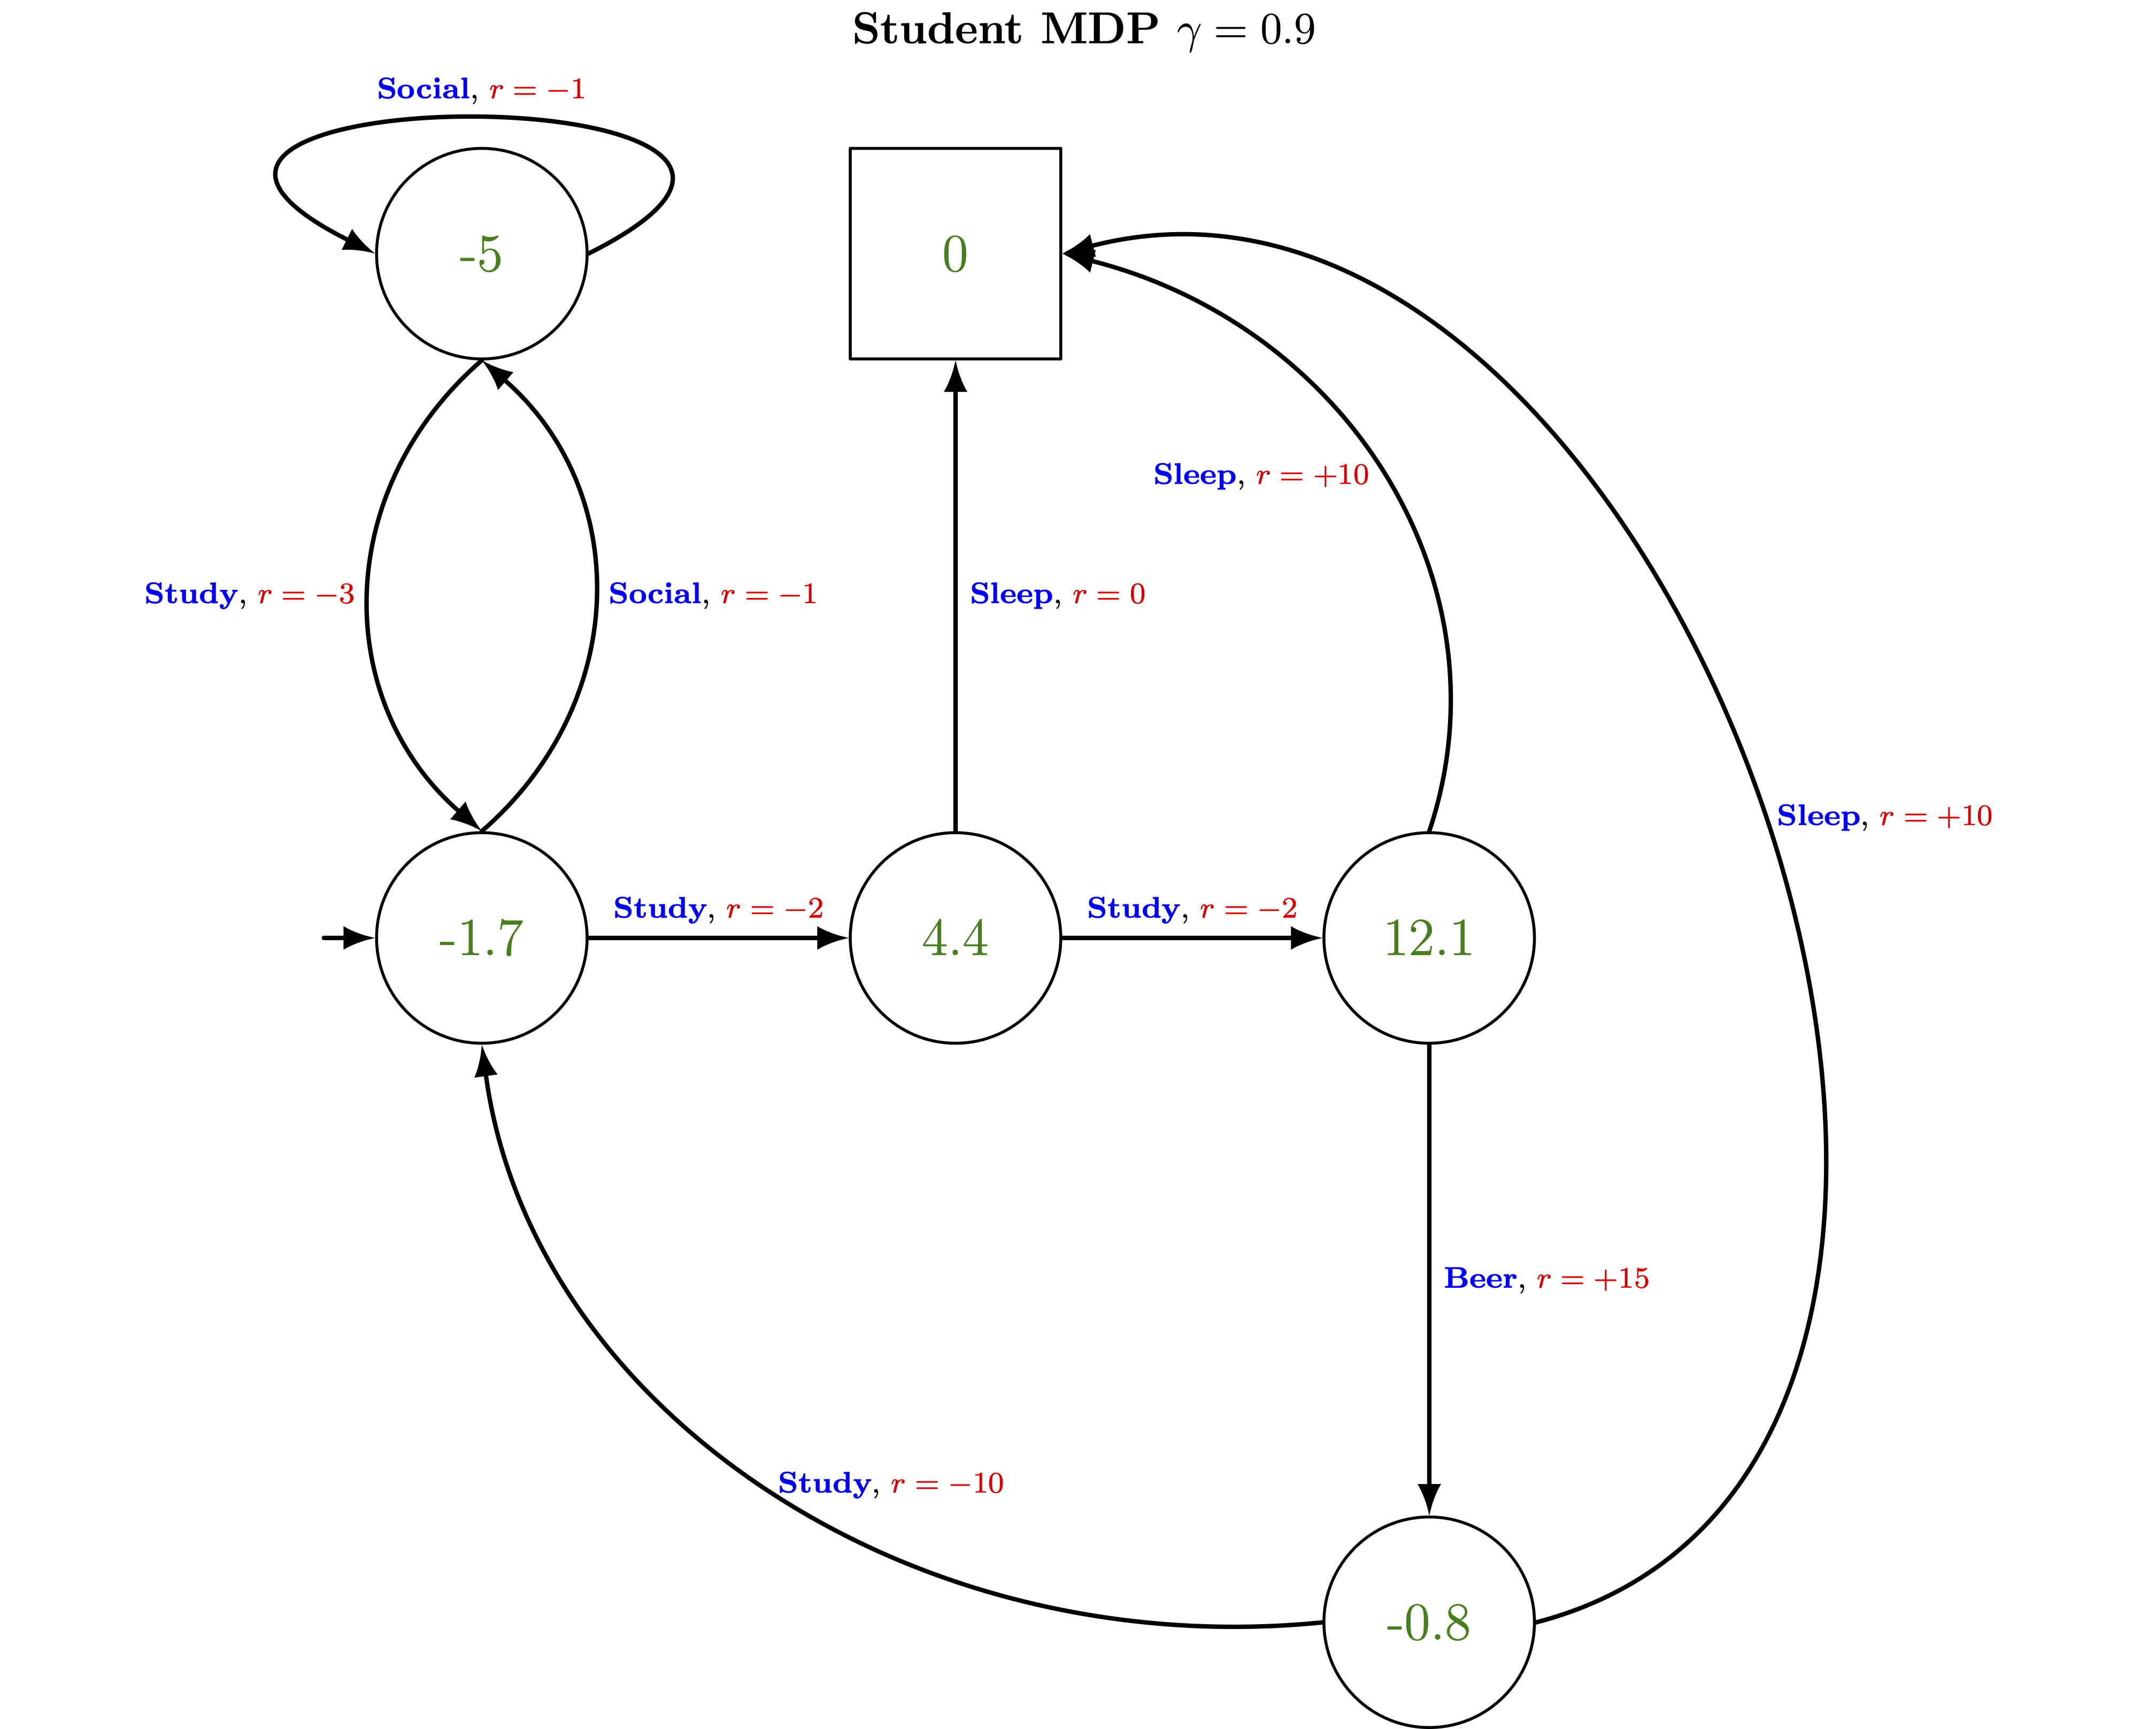 Student MDP γ = 0.9
Social, r = −1
-5
0
Sleep, r = +10
Study, r = −3
Social, r = −1
Sleep, r = 0
Sleep, r = +10
Study, r = −2
Study, r = −2
-1.7
4.4
12.1
Beer, r = +15
Study, r = −10
-0.8